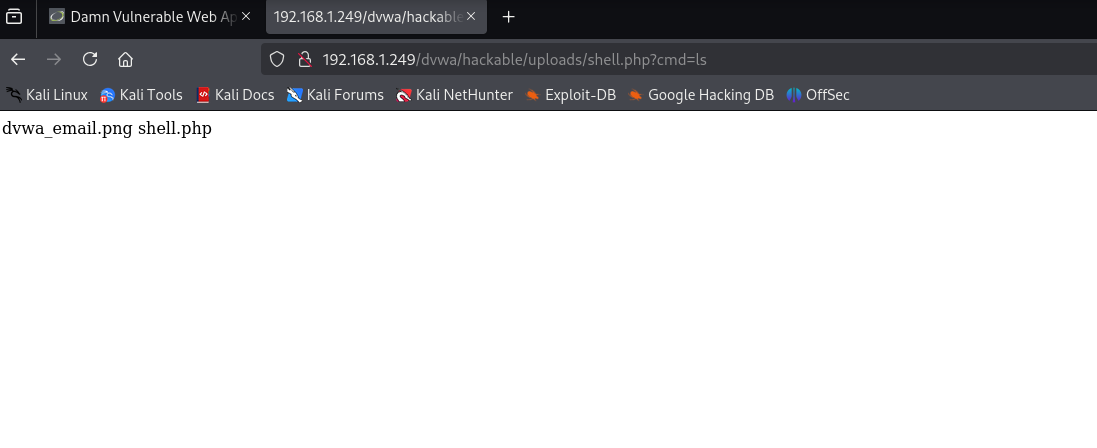 Damn Vulnerable Web Ap
192.168.1.249/dvwa/hackable
192.168.1.249/dvwa/hackable/uploads/shell.php?cmd=ls
Kali Linux Kali Tools Kali Docs Kali Forums Kali NetHunter Exploit-DB Google Hacking DB OffSec
dvwa_email.png shell.php